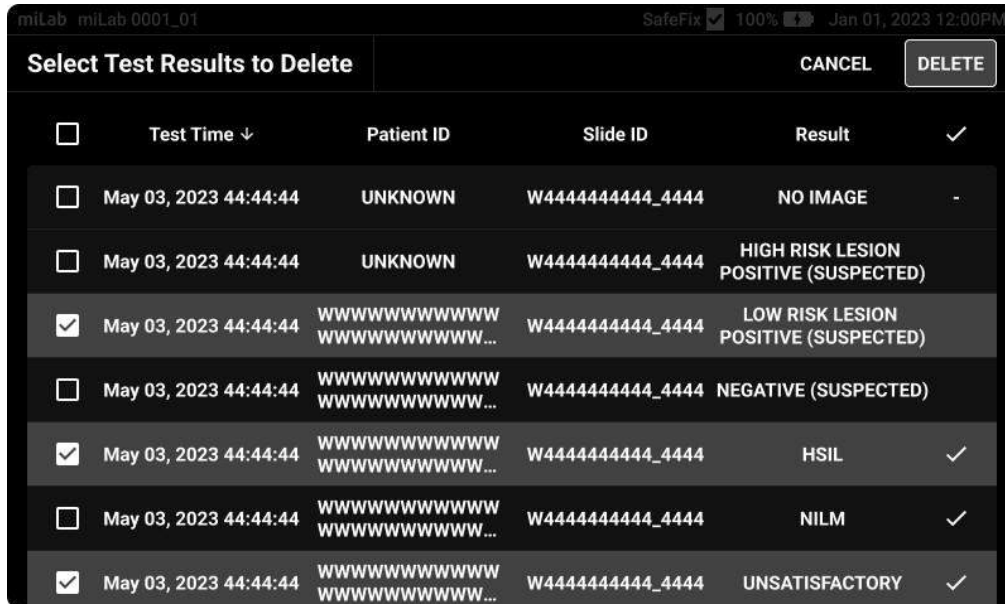 miLab miLab 0001_01 SafeFix 100% Jan 01, 2023 12:00PM
Select Test Results to Delete CANCEL DELETE
Test Time ↓ Patient ID Slide ID Result ✓
May 03, 2023 44:44:44 UNKNOWN W4444444444_4444 NO IMAGE -
May 03, 2023 44:44:44 UNKNOWN W4444444444_4444 HIGH RISK LESION
POSITIVE (SUSPECTED)
May 03, 2023 44:44:44 WWWWWWWWWWW
WWWWWWWWWW... W4444444444_4444 LOW RISK LESION
POSITIVE (SUSPECTED)
May 03, 2023 44:44:44 WWWWWWWWWWW
WWWWWWWWWW... W4444444444_4444 NEGATIVE (SUSPECTED)
May 03, 2023 44:44:44 WWWWWWWWWWW
WWWWWWWWWW... W4444444444_4444 HSIL ✓
May 03, 2023 44:44:44 WWWWWWWWWWW
WWWWWWWWWW... W4444444444_4444 NILM ✓
May 03, 2023 44:44:44 WWWWWWWWWWW
WWWWWWWWWW... W4444444444_4444 UNSATISFACTORY ✓